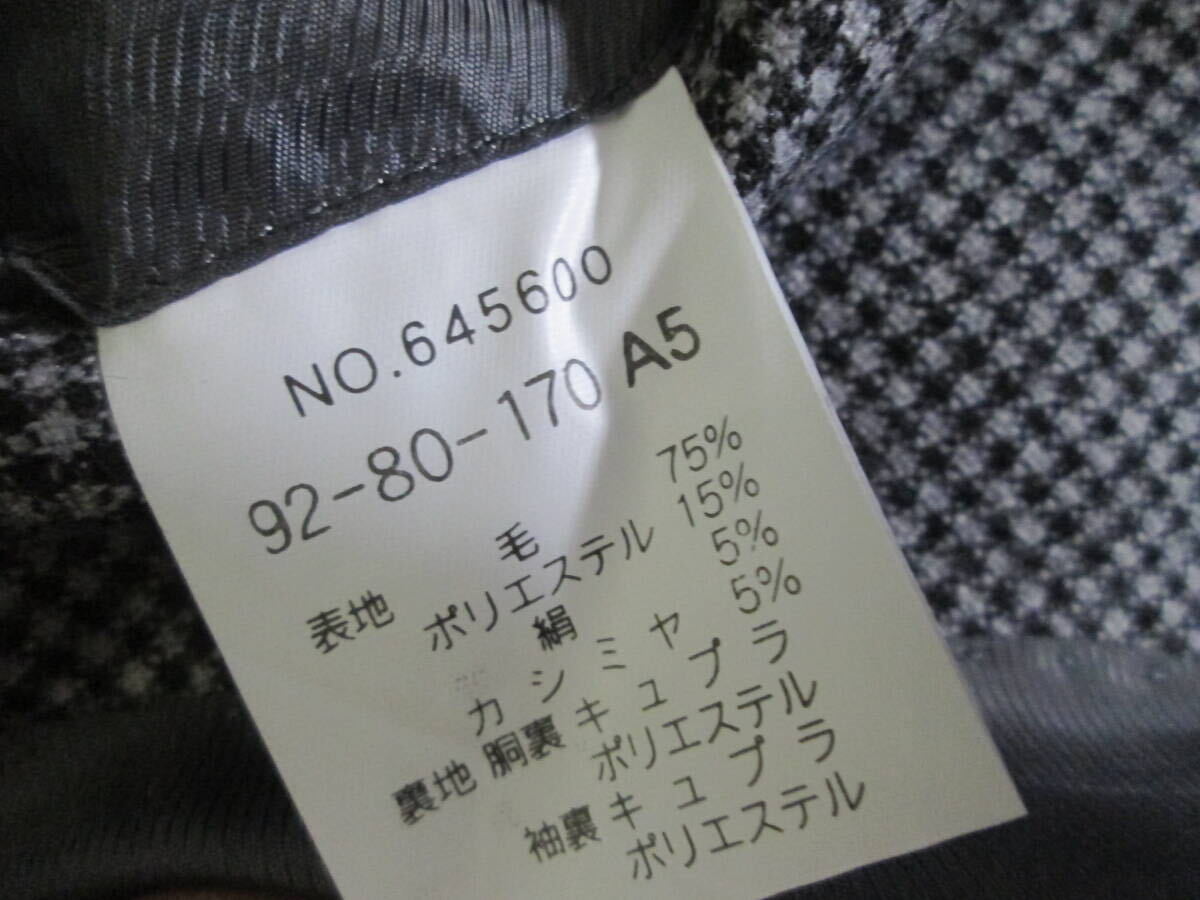 NO.645600
92-80-170 A5
表地 毛 75%
ポリエステル 15%
絹 5%
カシミヤ 5%
裏地 胴裏 キュプラ
ポリエステル
袖裏 キュプラ
ポリエステル